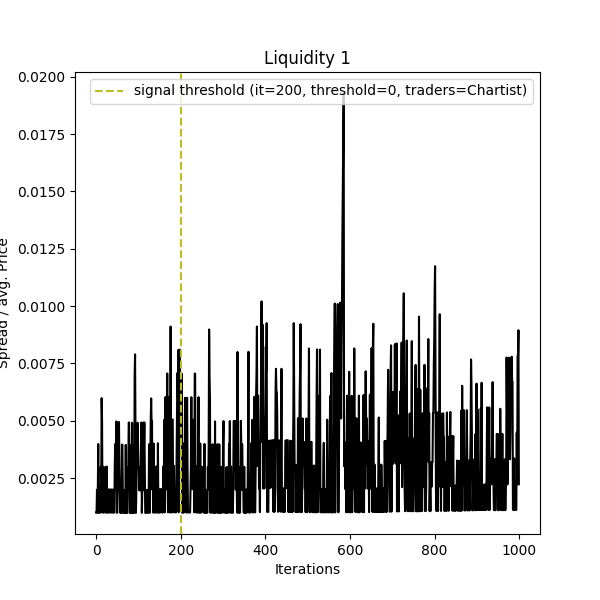 Liquidity 1
signal threshold (it=200, threshold=0, traders=Chartist)
0.0200
0.0175
0.0150
0.0125
0.0100
0.0075
0.0050
0.0025
Spread / avg. Price
0 200 400 600 800 1000
Iterations